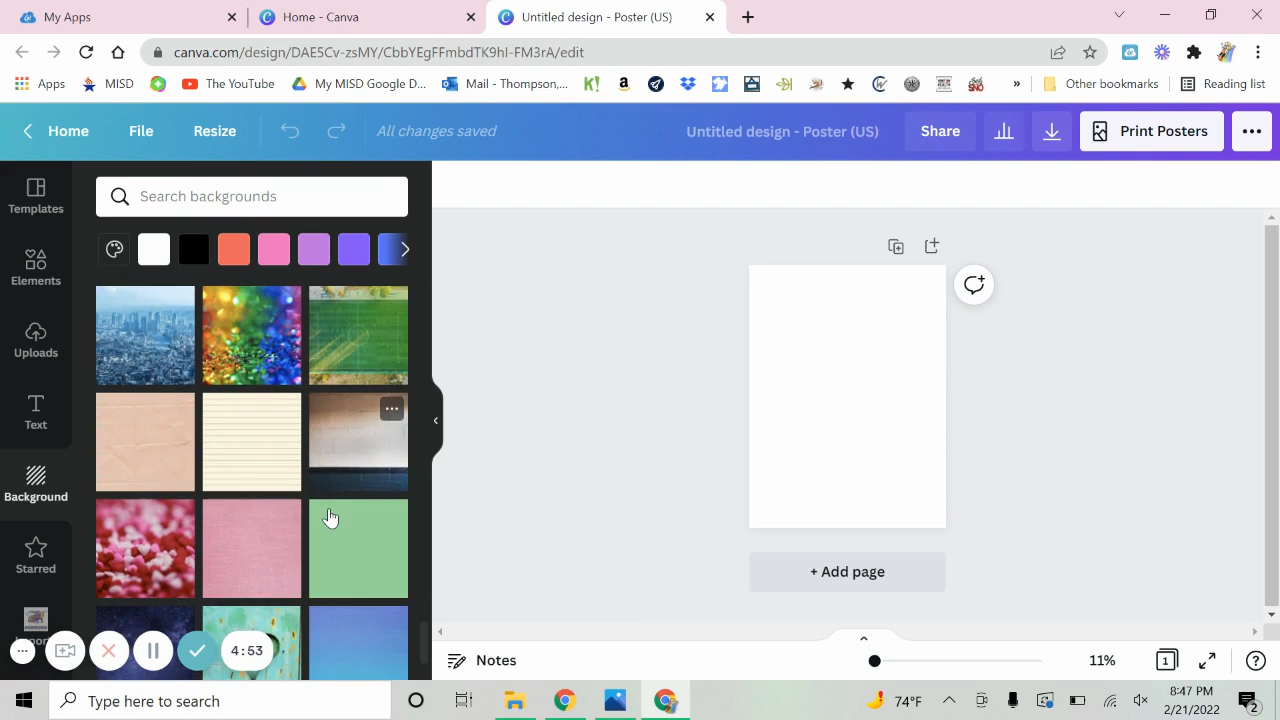 My Apps
Home - Canva
Untitled design - Poster (US)
canva.com/design/DAE5Cv-zsMY/CbbYEqFFmbdTK9hI-FM3rA/edit
Apps
MISD
The YouTube
My MISD Google D...
Mail - Thompson,...
K!
»
Other bookmarks
Reading list
Home
File
Resize
All changes saved
Untitled design - Poster (US)
Share
Print Posters
Templates
Elements
Uploads
Text
Background
Starred
Search backgrounds
+ Add page
4:53
Notes
11%
1
Type here to search
74°F
8:47 PM
2/21/2022
2